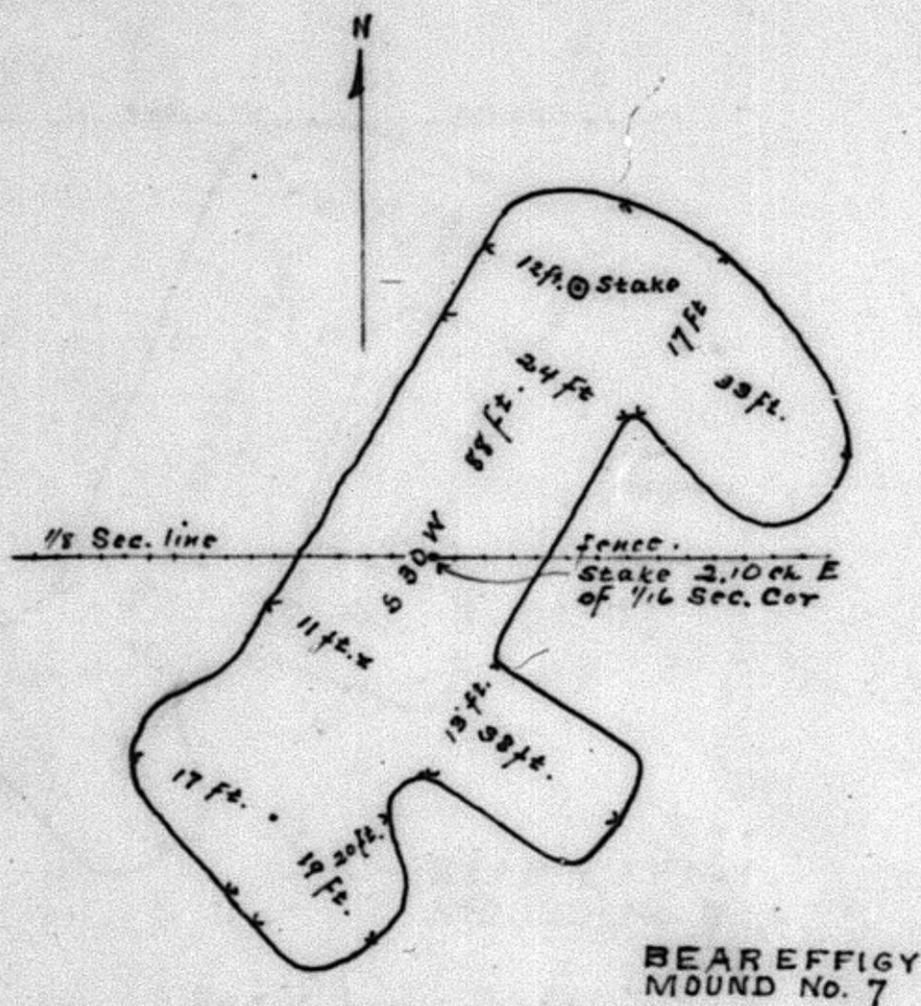 N
12ft. Stake
17 ft
24 ft
33 ft.
88 ft.
1/8 Sec. line
S 30 W
fence.
Stake 2.10 ch E
of 1/16 Sec. Cor
11 ft. x
13 ft.
38 ft.
17 Ft.
20 ft.
19 Ft.
BEAR EFFIGY
MOUND No. 7